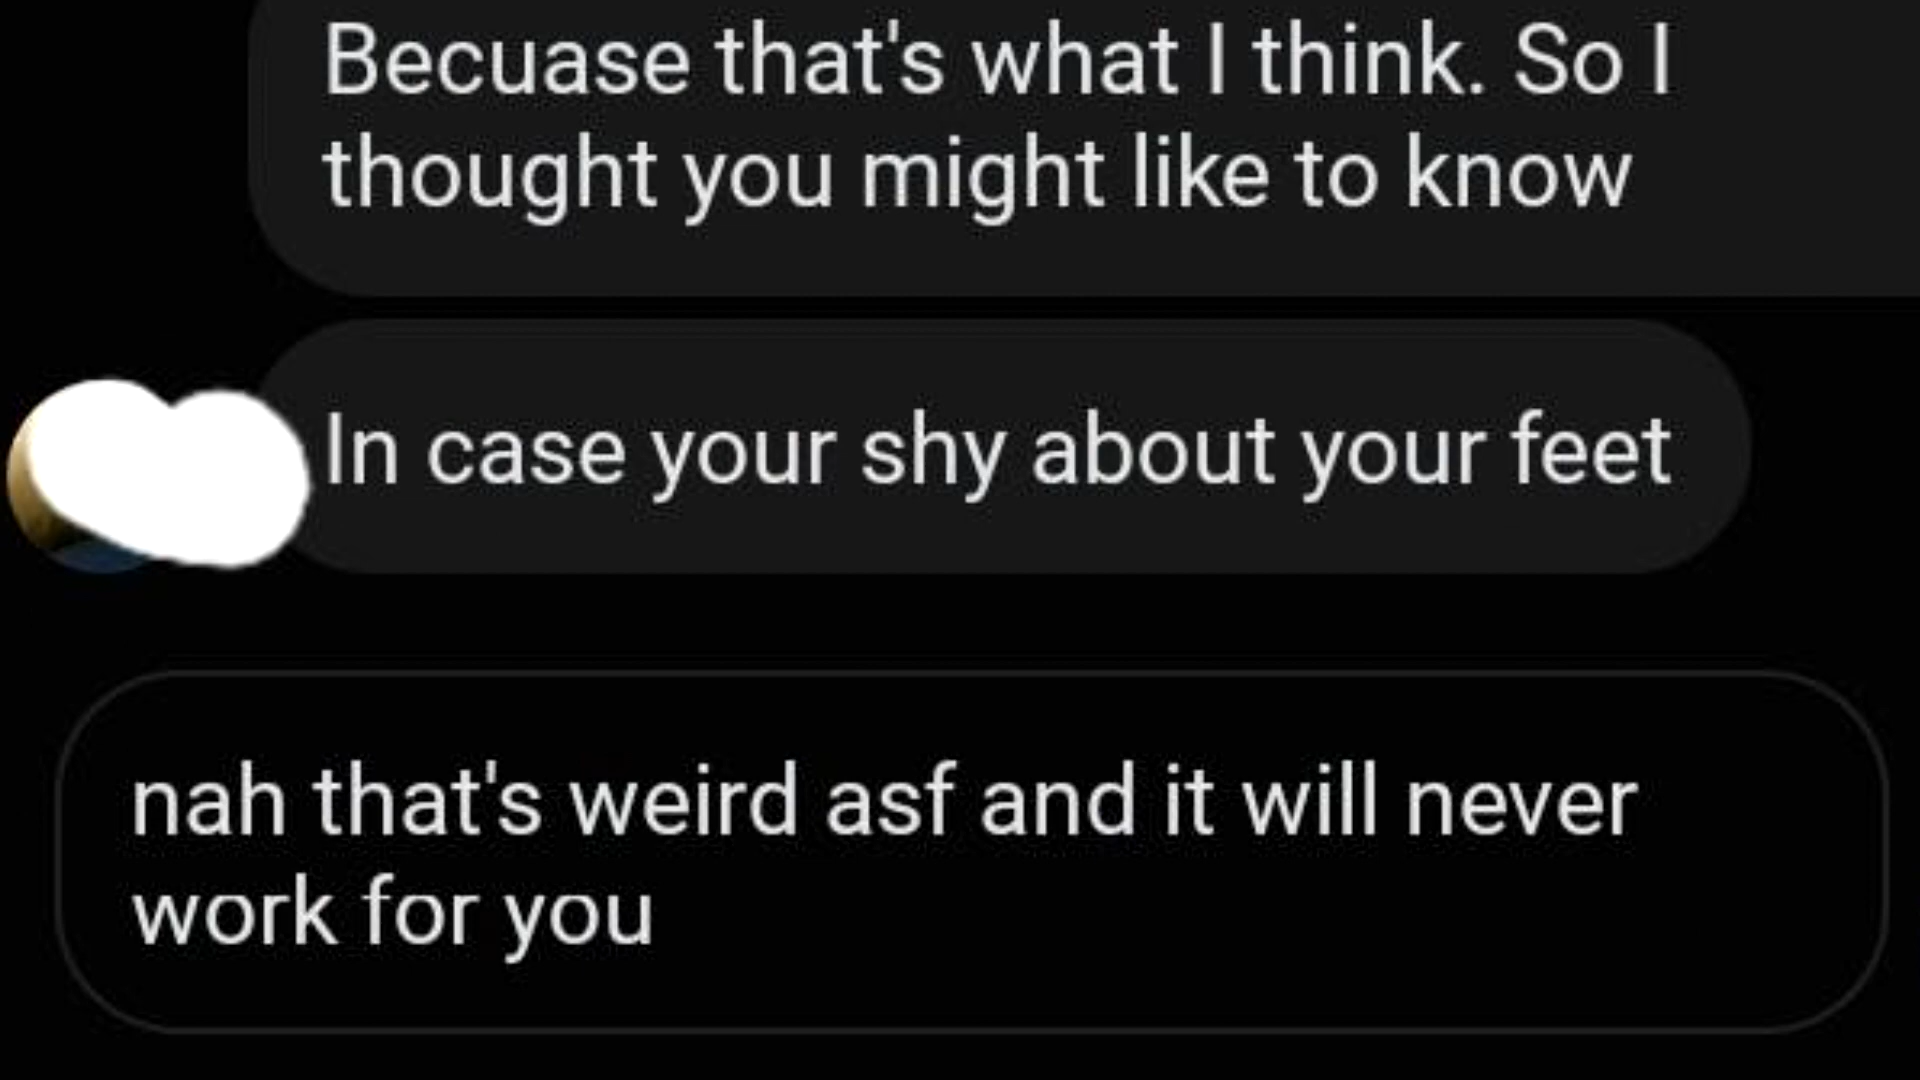 Becuase that's what I think. So I
thought you might like to know
In case your shy about your feet
nah that's weird asf and it will never
work for you